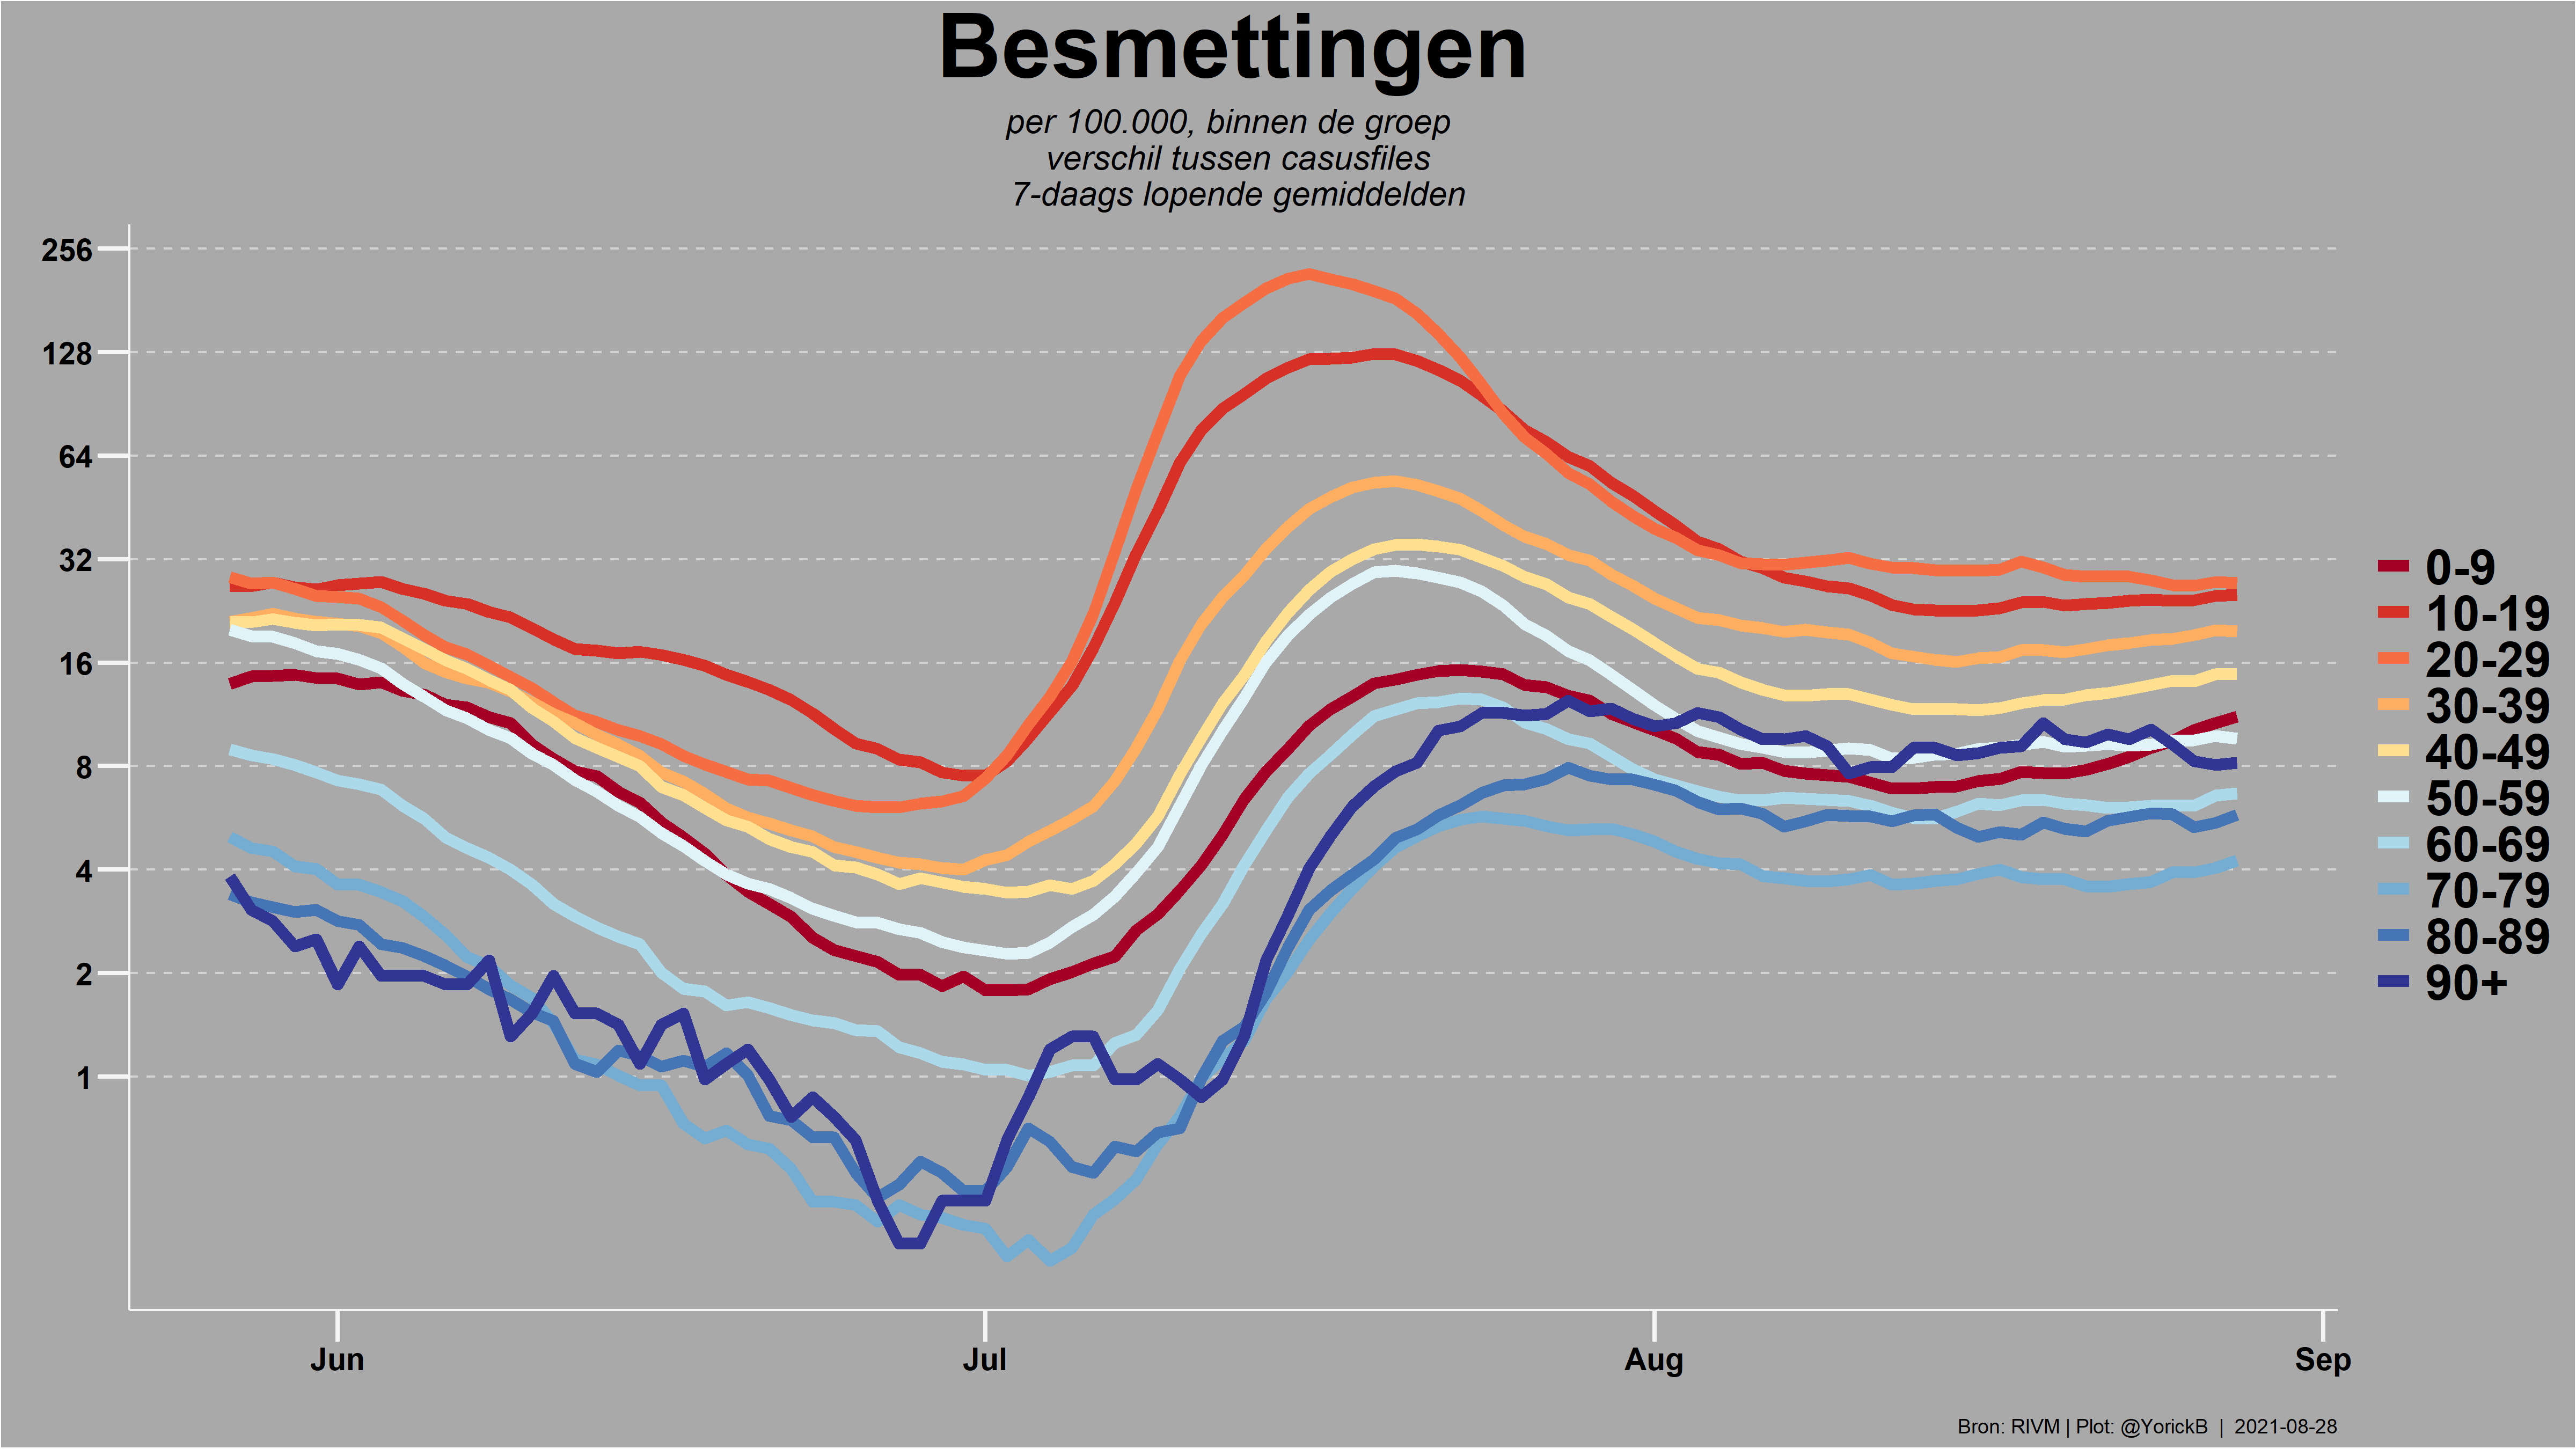 Besmettingen
per 100.000, binnen de groep
verschil tussen casusfiles
7-daags lopende gemiddelden
256
128
64
32
16
8
4
2
1
0-9
10-19
20-29
30-39
40-49
50-59
60-69
70-79
80-89
90+
Jun
Jul
Aug
Sep
Bron: RIVM | Plot: @YorickB | 2021-08-28